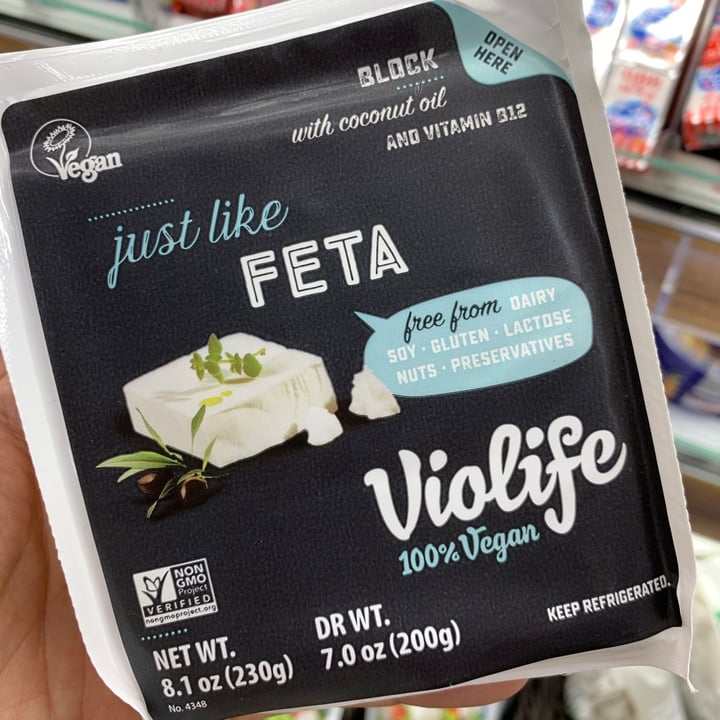 OPEN
HERE
BLOCK
with coconut oil
AND VITAMIN B12
Vegan
just like
FETA
free from DAIRY
SOY · GLUTEN · LACTOSE
NUTS · PRESERVATIVES
Violife
100% Vegan
NON
GMO
Project
VERIFIED
nongmoproject.org
KEEP REFRIGERATED.
NET WT.
8.1 oz (230g)
DR WT.
7.0 oz (200g)
No. 4348